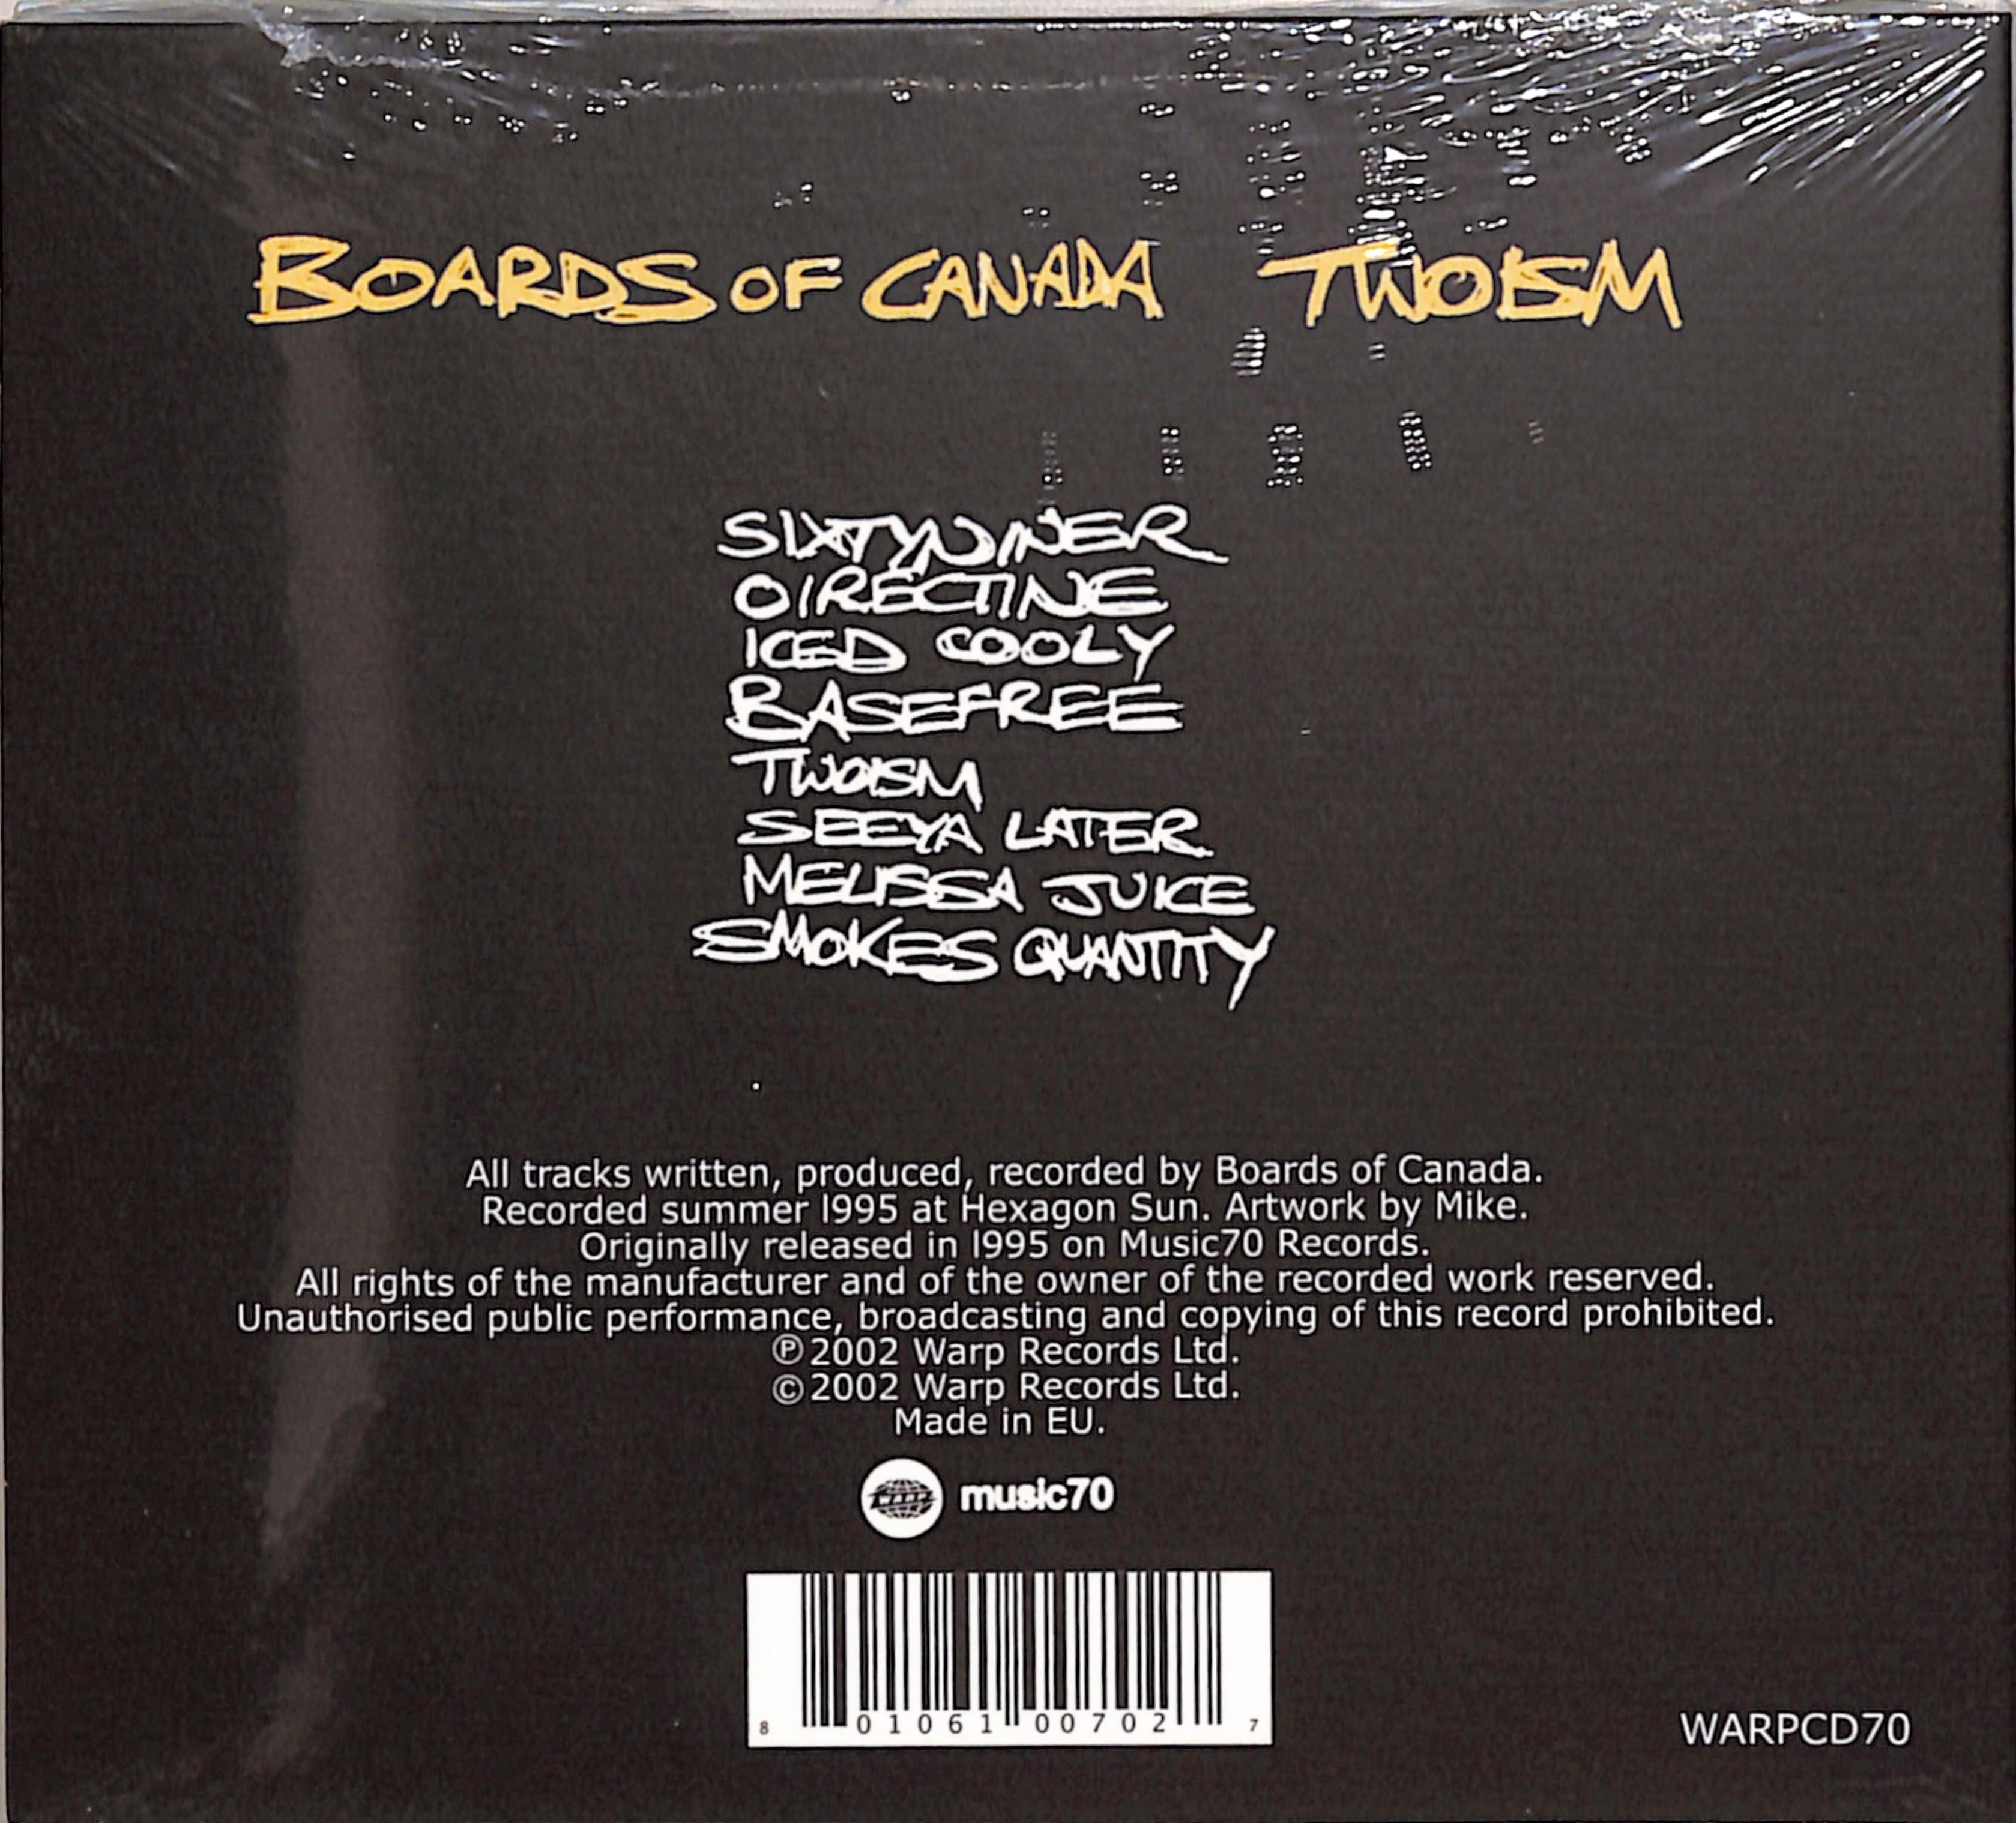 BOARDS OF CANADA TWOISM
SIXTYNINER
OIRECTINE
ICED COOLY
BASEFREE
TWOISM
SEEYA LATER
MELISSA JUICE
SMOKES QUANTITY
All tracks written, produced, recorded by Boards of Canada.
Recorded summer 1995 at Hexagon Sun. Artwork by Mike.
Originally released in 1995 on Music70 Records.
All rights of the manufacturer and of the owner of the recorded work reserved.
Unauthorised public performance, broadcasting and copying of this record prohibited.
℗ 2002 Warp Records Ltd.
© 2002 Warp Records Ltd.
Made in EU.
WARP music70
8 01061 00702 7
WARPCD70